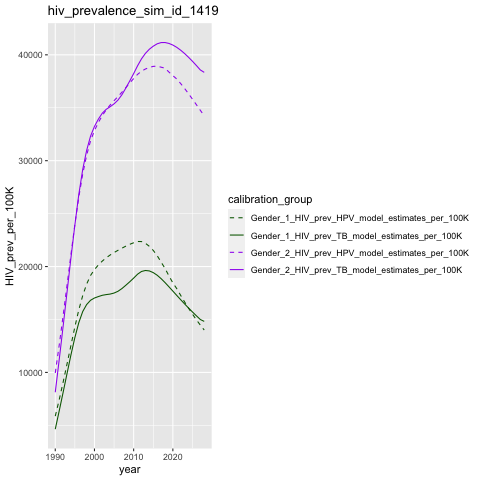 hiv_prevalence_sim_id_1419
40000
30000
20000
10000
HIV_prev_per_100K
1990
2000
2010
2020
year
calibration_group
Gender_1_HIV_prev_HPV_model_estimates_per_100K
Gender_1_HIV_prev_TB_model_estimates_per_100K
Gender_2_HIV_prev_HPV_model_estimates_per_100K
Gender_2_HIV_prev_TB_model_estimates_per_100K